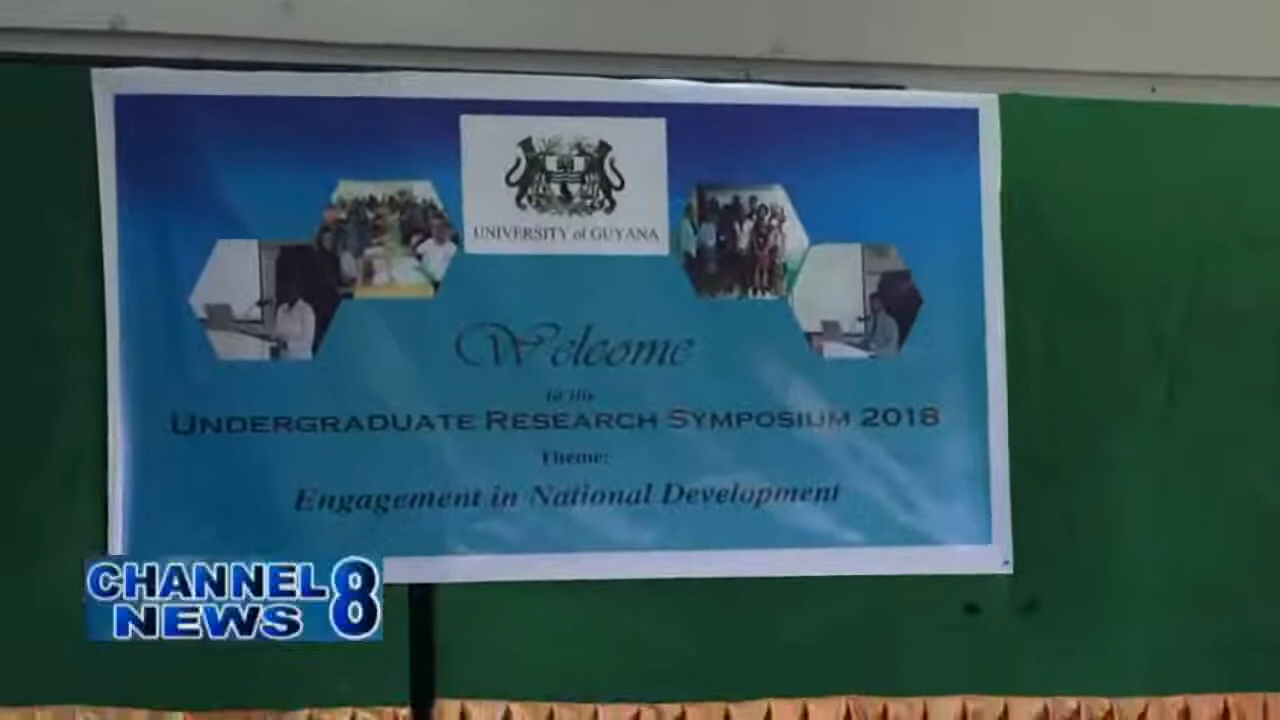 UNIVERSITY of GUYANA
Welcome
to the
UNDERGRADUATE RESEARCH SYMPOSIUM 2018
Theme:
Engagement in National Development
CHANNEL 8
NEWS